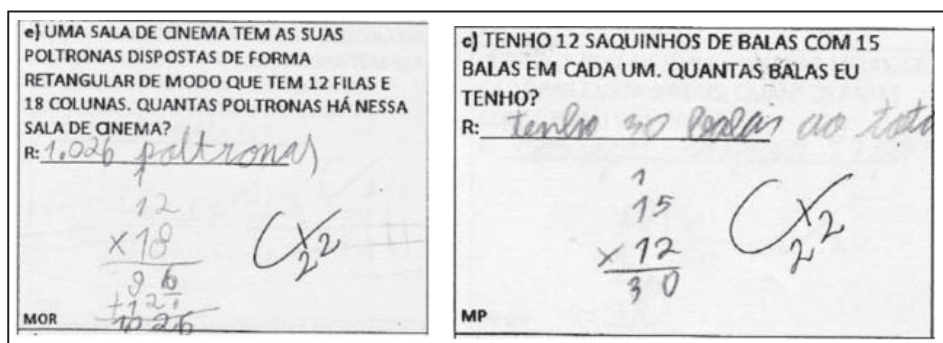 e) UMA SALA DE CINEMA TEM AS SUAS
POLTRONAS DISPOSTAS DE FORMA
RETANGULAR DE MODO QUE TEM 12 FILAS E
18 COLUNAS. QUANTAS POLTRONAS HÁ NESSA
SALA DE CINEMA?
R: 1.026 poltronas
1
12
x 18
96
+ 12
1026
MOR
c) TENHO 12 SAQUINHOS DE BALAS COM 15
BALAS EM CADA UM. QUANTAS BALAS EU
TENHO?
R: tenho 30 balas ao tota
1
15
x 12
30
MP